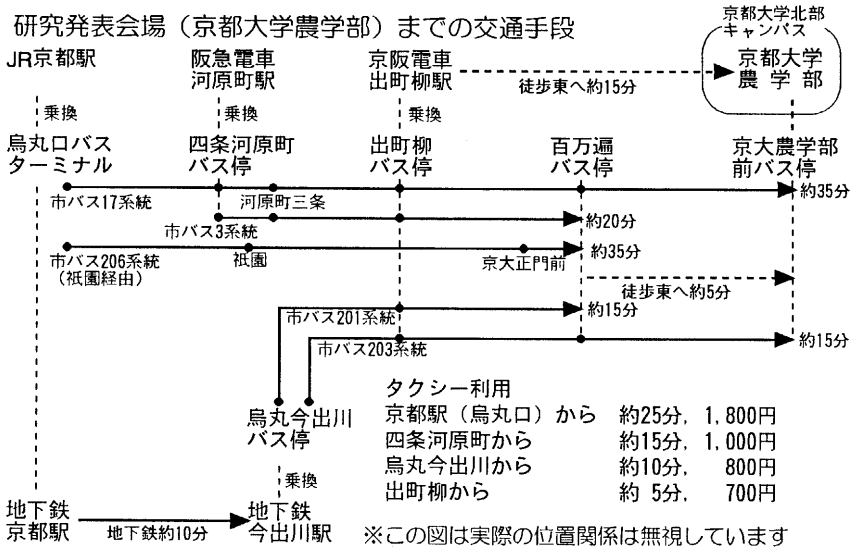 研究発表会場（京都大学農学部）までの交通手段
京都大学北部
キャンパス
JR京都駅
阪急電車
河原町駅
京阪電車
出町柳駅
徒歩東へ約15分
京都大学
農学部
乗換
乗換
乗換
烏丸口バス
ターミナル
四条河原町
バス停
出町柳
バス停
百万遍
バス停
京大農学部
前バス停
市バス17系統
河原町三条
約35分
市バス3系統
約20分
市バス206系統
（祇園経由）
祇園
京大正門前
約35分
徒歩東へ約5分
市バス201系統
約15分
市バス203系統
約15分
烏丸今出川
バス停
乗換
タクシー利用
京都駅（烏丸口）から 約25分, 1,800円
四条河原町から 約15分, 1,000円
烏丸今出川から 約10分, 800円
出町柳から 約 5分, 700円
地下鉄
京都駅
地下鉄約10分
地下鉄
今出川駅
※この図は実際の位置関係は無視しています